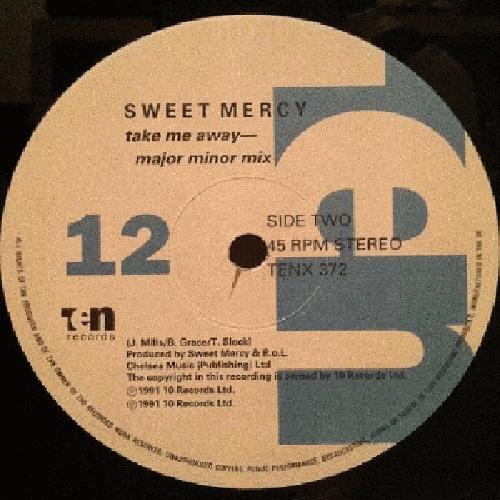 SWEET MERCY
take me away—
major minor mix
12
SIDE TWO
45 RPM STEREO
TENX 372
ten
records
(J. Mills/B. Grace/T. Slock)
Produced by Sweet Mercy & R.o.L.
Chelsea Music (Publishing) Ltd
The copyright in this recording is owned by 10 Records Ltd.
℗1991 10 Records Ltd.
©1991 10 Records Ltd.